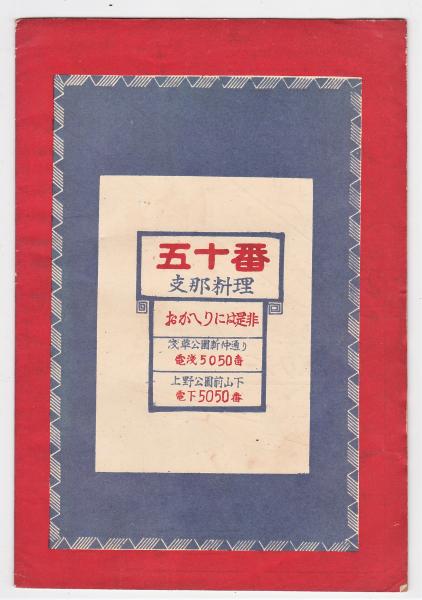 五十番
支那料理
おかへりには是非
浅草公園新仲通り
電浅5050番
上野公園前山下
電下5050番